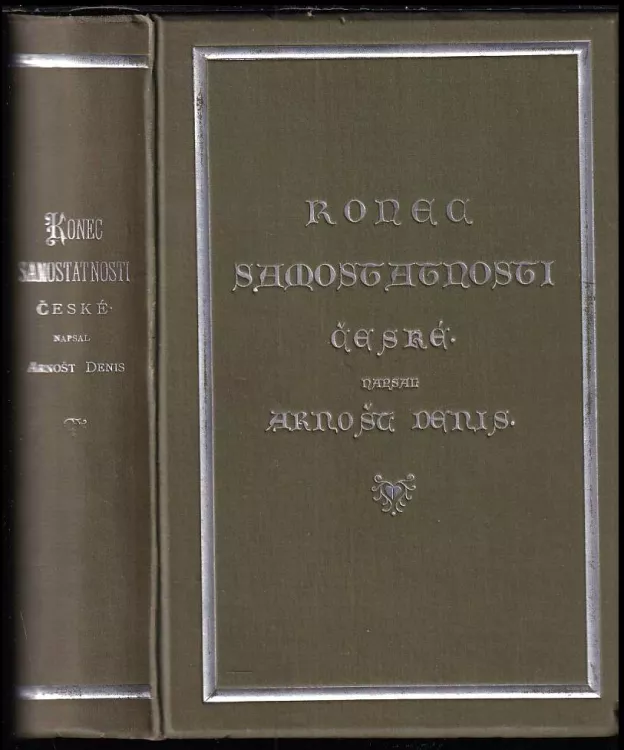 KONEC
SAMOSTATNOSTI
ČESKÉ·
NAPSAL
ARNOŠT DENIS
KONEC
SAMOSTATNOSTI
ČESKÉ·
NAPSAL
ARNOŠT DENIS·